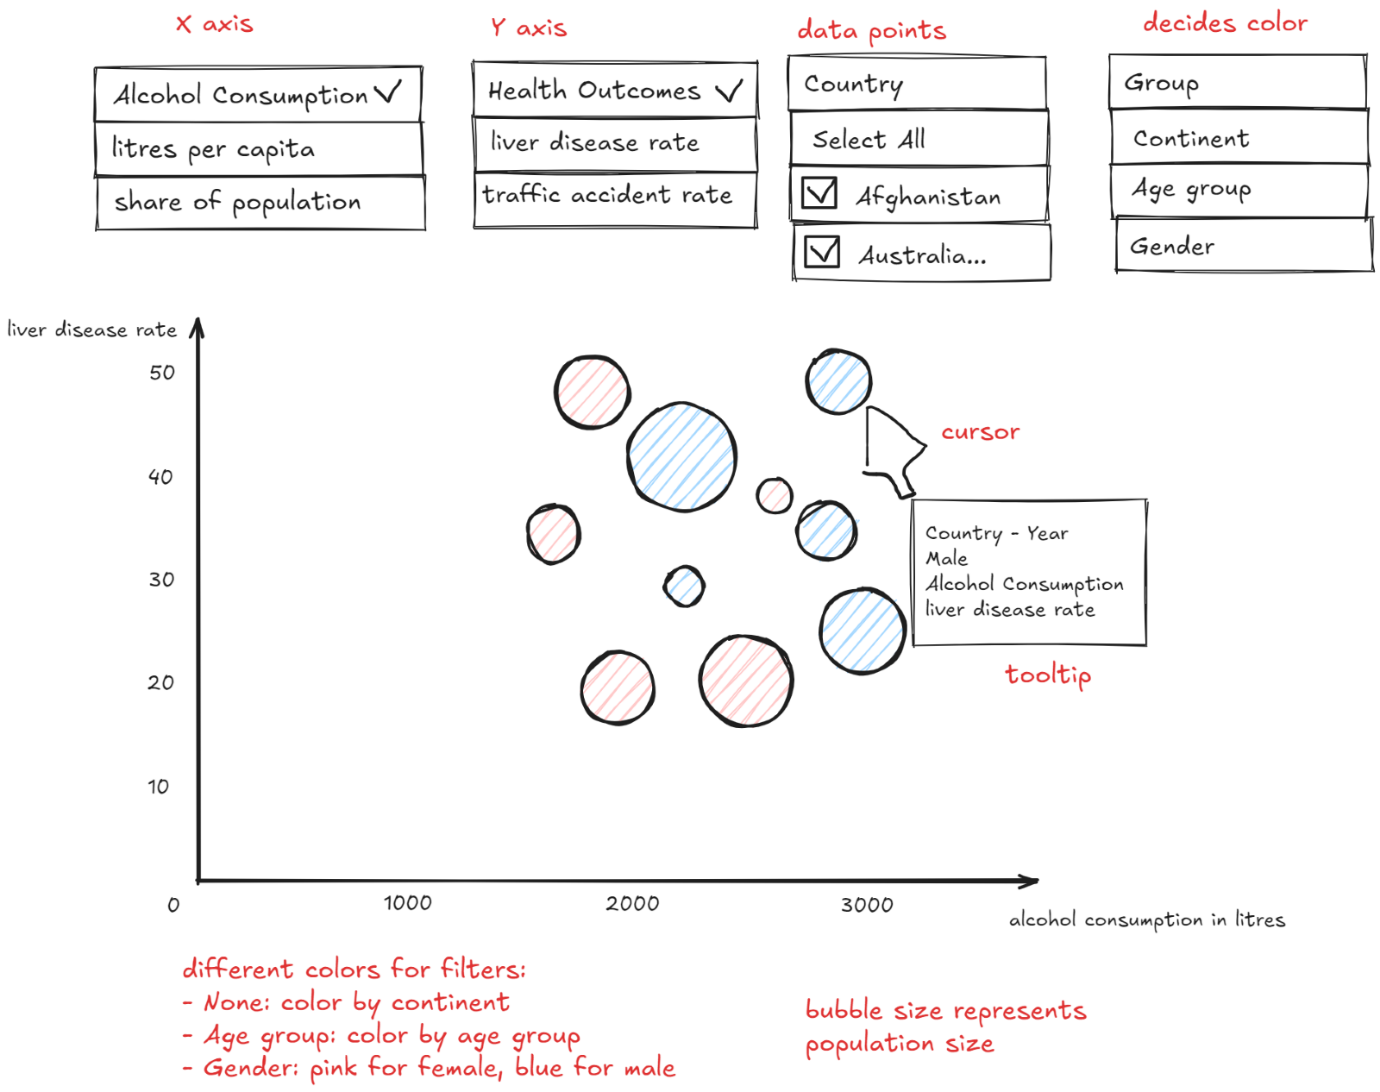 X axis
Y axis
data points
decides color
Alcohol Consumption
litres per capita
share of population
Health Outcomes
liver disease rate
traffic accident rate
Country
Select All
Afghanistan
Australia...
Group
Continent
Age group
Gender
liver disease rate
50
40
30
20
10
0
1000
2000
3000
alcohol consumption in litres
cursor
Country - Year
Male
Alcohol Consumption
liver disease rate
tooltip
different colors for filters:
- None: color by continent
- Age group: color by age group
- Gender: pink for female, blue for male
bubble size represents
population size